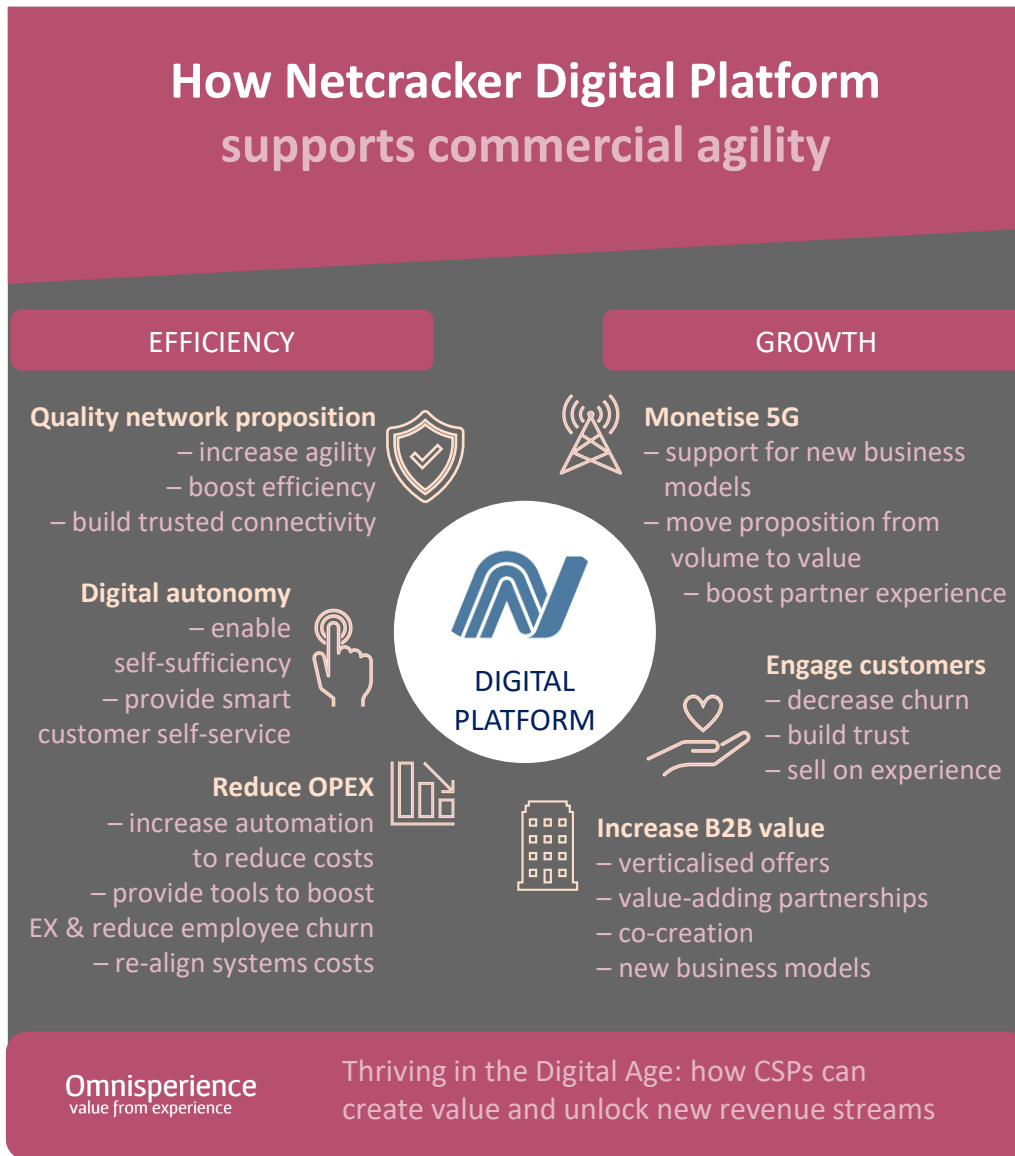 How Netcracker Digital Platform
supports commercial agility
EFFICIENCY
Quality network proposition
– increase agility
– boost efficiency
– build trusted connectivity
Digital autonomy
– enable
self-sufficiency
– provide smart
customer self-service
Reduce OPEX
– increase automation
to reduce costs
– provide tools to boost
EX & reduce employee churn
– re-align systems costs
DIGITAL
PLATFORM
GROWTH
Monetise 5G
– support for new business
models
– move proposition from
volume to value
– boost partner experience
Engage customers
– decrease churn
– build trust
– sell on experience
Increase B2B value
– verticalised offers
– value-adding partnerships
– co-creation
– new business models
Omnisperience
value from experience
Thriving in the Digital Age: how CSPs can
create value and unlock new revenue streams